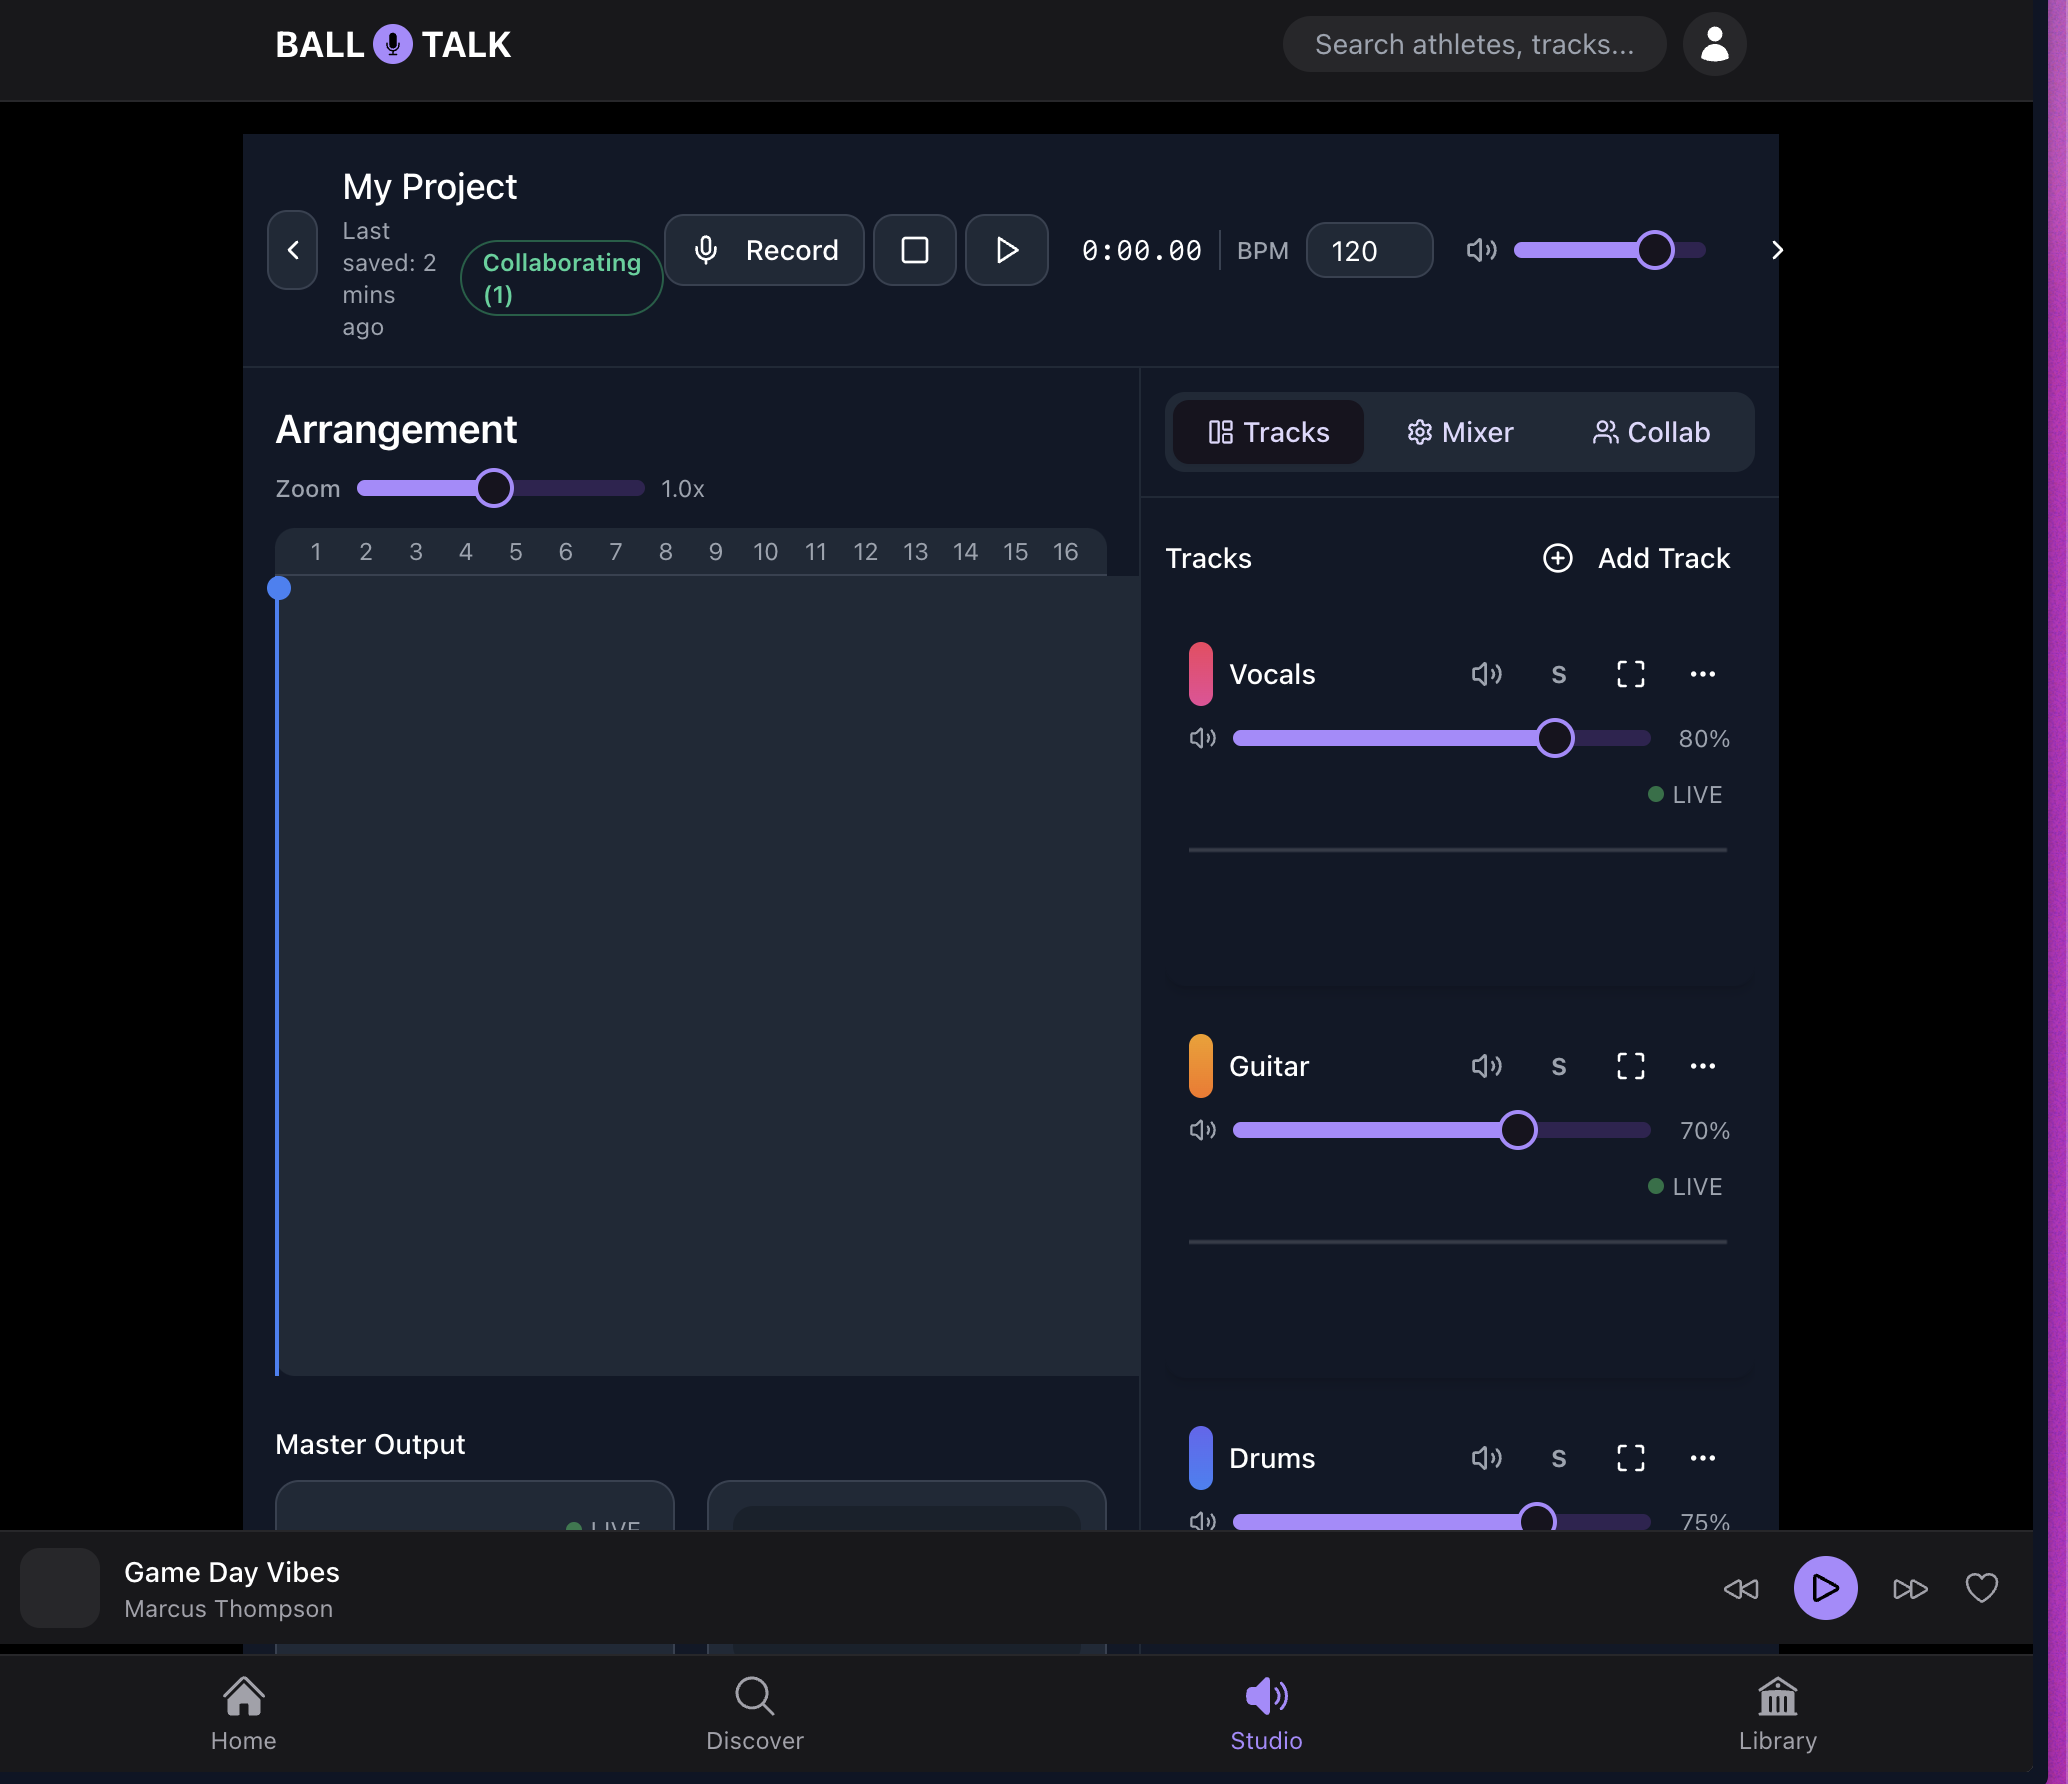 BALL TALK
Search athletes, tracks...
My Project
Last
saved: 2
mins
ago
Collaborating
(1)
Record
0:00.00
BPM
120
Arrangement
Zoom
1.0x
1 2 3 4 5 6 7 8 9 10 11 12 13 14 15 16
Master Output
LIVE
Tracks
Mixer
Collab
Tracks
Add Track
Vocals
S
80%
LIVE
Guitar
S
70%
LIVE
Drums
S
75%
Game Day Vibes
Marcus Thompson
Home
Discover
Studio
Library